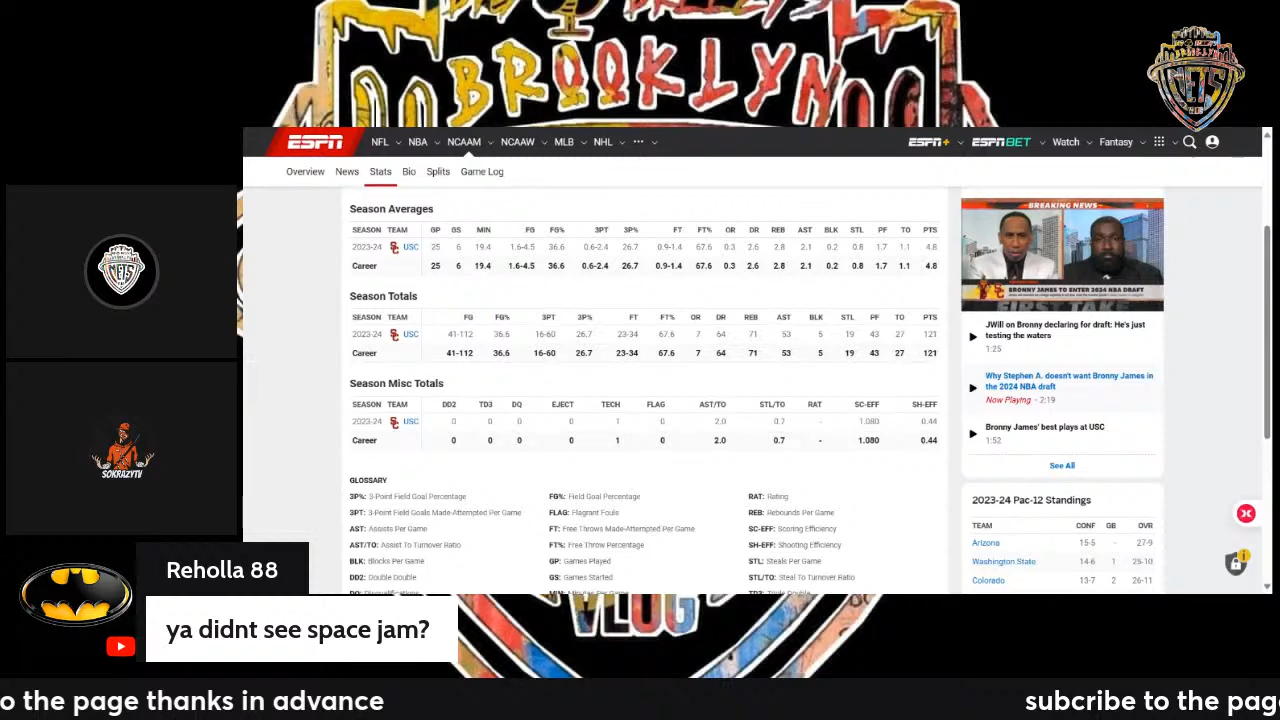 BROOKLYN
BROOKLYN
NETS
ESPN NFL NBA NCAAM NCAAW MLB NHL ESPN+ ESPN BET Watch Fantasy
Overview News Stats Bio Splits Game Log
Season Averages
SEASON TEAM GP GS MIN FG FG% 3PT 3P% FT FT% OR DR REB AST BLK STL PF TO PTS
2023-24 USC 25 6 19.4 1.6-4.5 36.6 0.6-2.4 26.7 0.9-1.4 67.6 0.3 2.6 2.8 2.1 0.2 0.8 1.7 1.1 4.8
Career 25 6 19.4 1.6-4.5 36.6 0.6-2.4 26.7 0.9-1.4 67.6 0.3 2.6 2.8 2.1 0.2 0.8 1.7 1.1 4.8
Season Totals
SEASON TEAM FG FG% 3PT 3P% FT FT% OR DR REB AST BLK STL PF TO PTS
2023-24 USC 41-112 36.6 16-60 26.7 23-34 67.6 7 64 71 53 5 19 43 27 121
Career 41-112 36.6 16-60 26.7 23-34 67.6 7 64 71 53 5 19 43 27 121
Season Misc Totals
SEASON TEAM DD2 TD3 DQ EJECT TECH FLAG AST/TO STL/TO RAT SC-EFF SH-EFF
2023-24 USC 0 0 0 0 1 0 2.0 0.7 - 1.080 0.44
Career 0 0 0 0 1 0 2.0 0.7 - 1.080 0.44
GLOSSARY
3P%: 3-Point Field Goal Percentage FG%: Field Goal Percentage RAT: Rating
3PT: 3-Point Field Goals Made-Attempted Per Game FLAG: Flagrant Fouls REB: Rebounds Per Game
AST: Assists Per Game FT: Free Throws Made-Attempted Per Game SC-EFF: Scoring Efficiency
AST/TO: Assist To Turnover Ratio FT%: Free Throw Percentage SH-EFF: Shooting Efficiency
BLK: Blocks Per Game GP: Games Played STL: Steals Per Game
DD2: Double Double GS: Games Started STL/TO: Steal To Turnover Ratio
BREAKING NEWS
BRONNY JAMES TO ENTER 2024 NBA DRAFT
FIRST TAKE
JWill on Bronny declaring for draft: He's just
testing the waters
1:25
Why Stephen A. doesn't want Bronny James in
the 2024 NBA draft
Now Playing - 2:19
Bronny James' best plays at USC
1:52
See All
2023-24 Pac-12 Standings
TEAM CONF GB OVR
Arizona 15-5 - 27-9
Washington State 14-6 1 25-10
Colorado 13-7 2 26-11
NETS
SOKRAZYTV
Reholla 88
ya didnt see space jam?
VLOG
o the page thanks in advance
subcribe to the pag